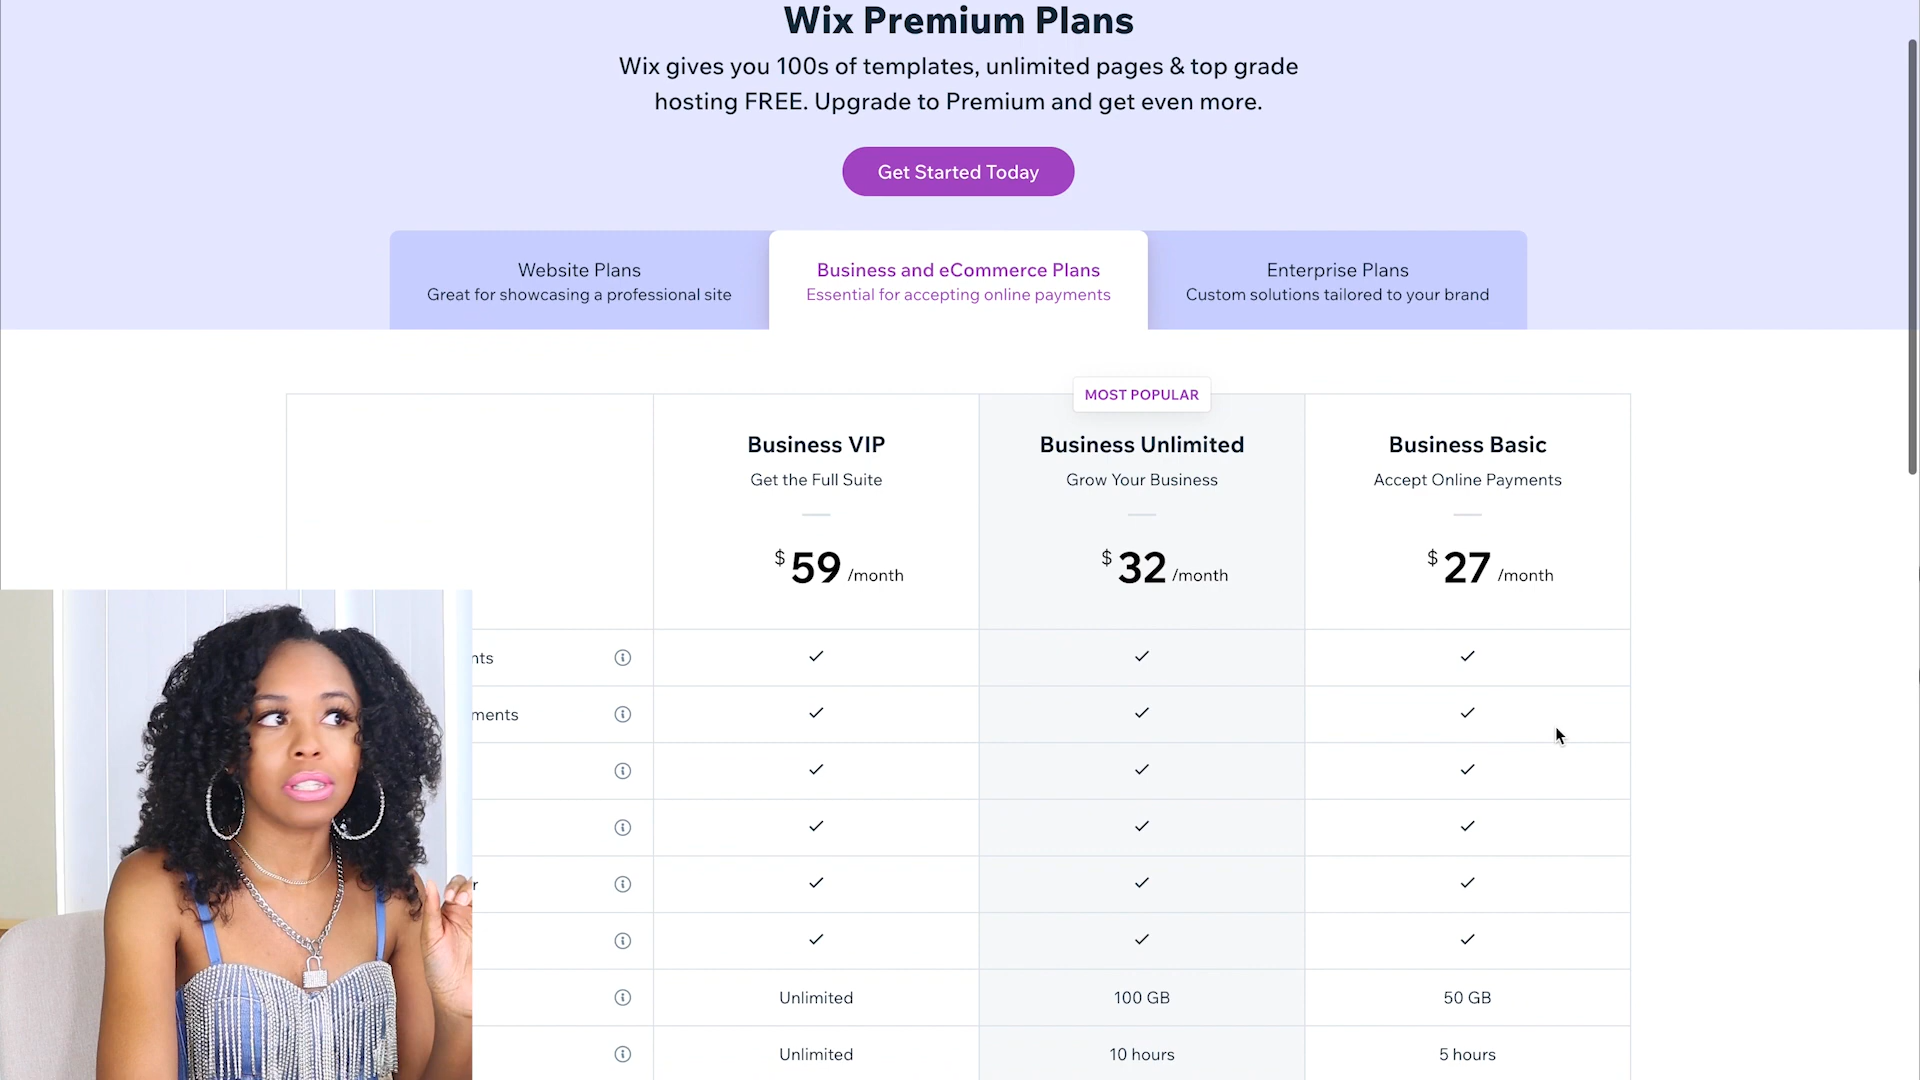 Wix Premium Plans
Wix gives you 100s of templates, unlimited pages & top grade
hosting FREE. Upgrade to Premium and get even more.
Get Started Today
Website Plans
Great for showcasing a professional site
Business and eCommerce Plans
Essential for accepting online payments
Enterprise Plans
Custom solutions tailored to your brand
MOST POPULAR
Business VIP
Get the Full Suite
$59 /month
Business Unlimited
Grow Your Business
$32 /month
Business Basic
Accept Online Payments
$27 /month
nts
ments
r
Unlimited 100 GB 50 GB
Unlimited 10 hours 5 hours